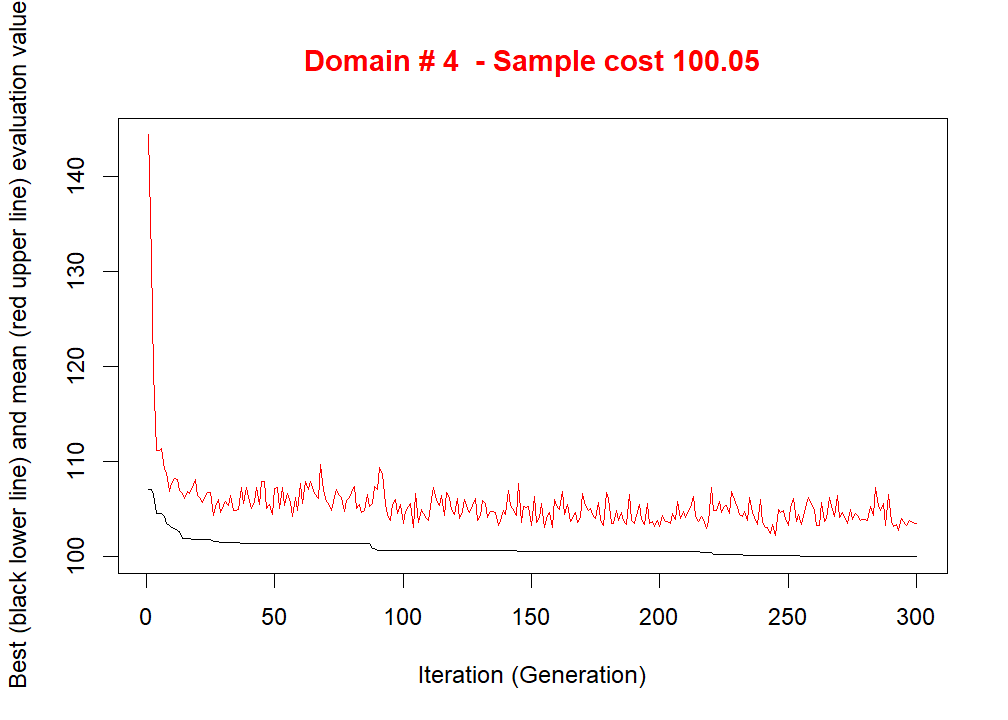 Domain # 4  - Sample cost 100.05
Best (black lower line) and mean (red upper line) evaluation value
140
130
120
110
100
0 50 100 150 200 250 300
Iteration (Generation)